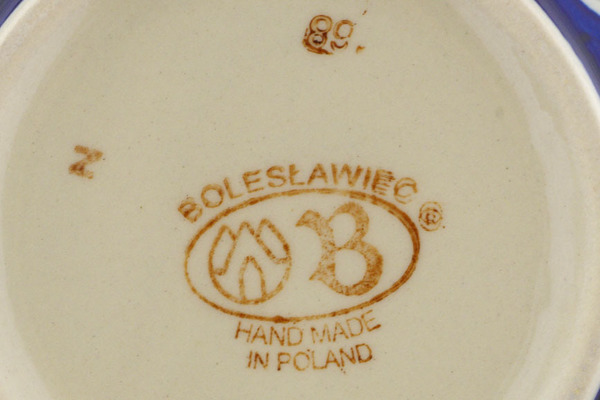 89.
N
BOLESŁAWIEC ®
B
HAND MADE
IN POLAND